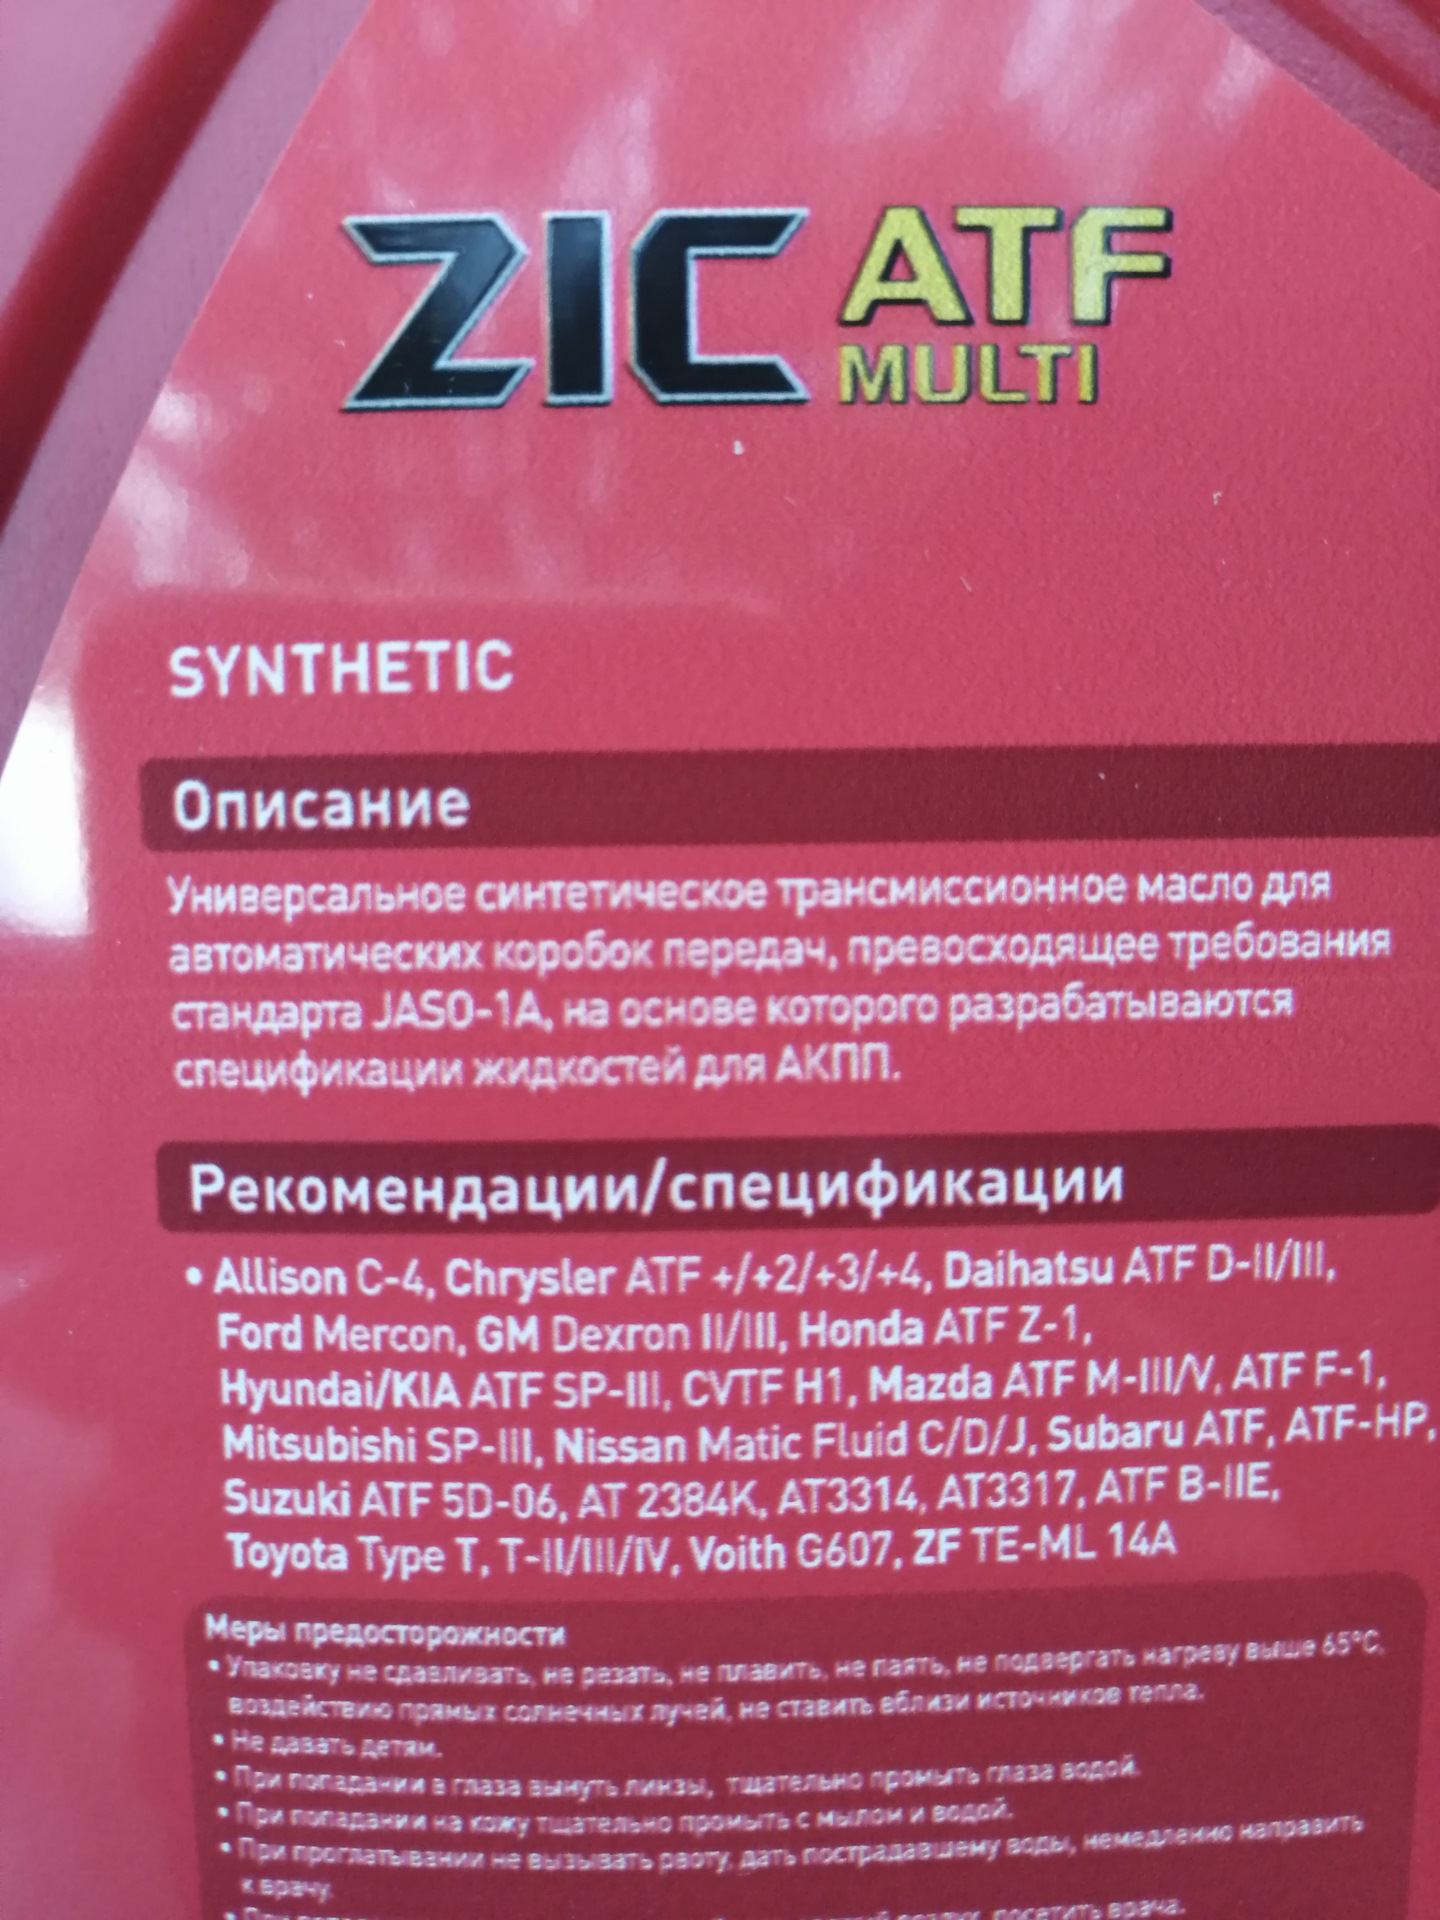 ZIC ATF
MULTI
SYNTHETIC
Описание
Универсальное синтетическое трансмиссионное масло для
автоматических коробок передач, превосходящее требования
стандарта JASO-1A, на основе которого разрабатываются
спецификации жидкостей для АКПП.
Рекомендации/спецификации
• Allison C-4, Chrysler ATF +/+2/+3/+4, Daihatsu ATF D-II/III,
Ford Mercon, GM Dexron II/III, Honda ATF Z-1,
Hyundai/KIA ATF SP-III, CVTF H1, Mazda ATF M-III/V, ATF F-1,
Mitsubishi SP-III, Nissan Matic Fluid C/D/J, Subaru ATF, ATF-HP,
Suzuki ATF 5D-06, AT 2384K, AT3314, AT3317, ATF B-IIE,
Toyota Type T, T-II/III/IV, Voith G607, ZF TE-ML 14A
Меры предосторожности
• Упаковку не сдавливать, не резать, не плавить, не паять, не подвергать нагреву выше 65°C,
воздействию прямых солнечных лучей, не ставить вблизи источников тепла.
• Не давать детям.
• При попадании в глаза вынуть линзы, тщательно промыть глаза водой.
• При попадании на кожу тщательно промыть с мылом и водой.
• При проглатывании не вызывать рвоту, дать пострадавшему воды, немедленно направить
к врачу.
• При посетить врача.